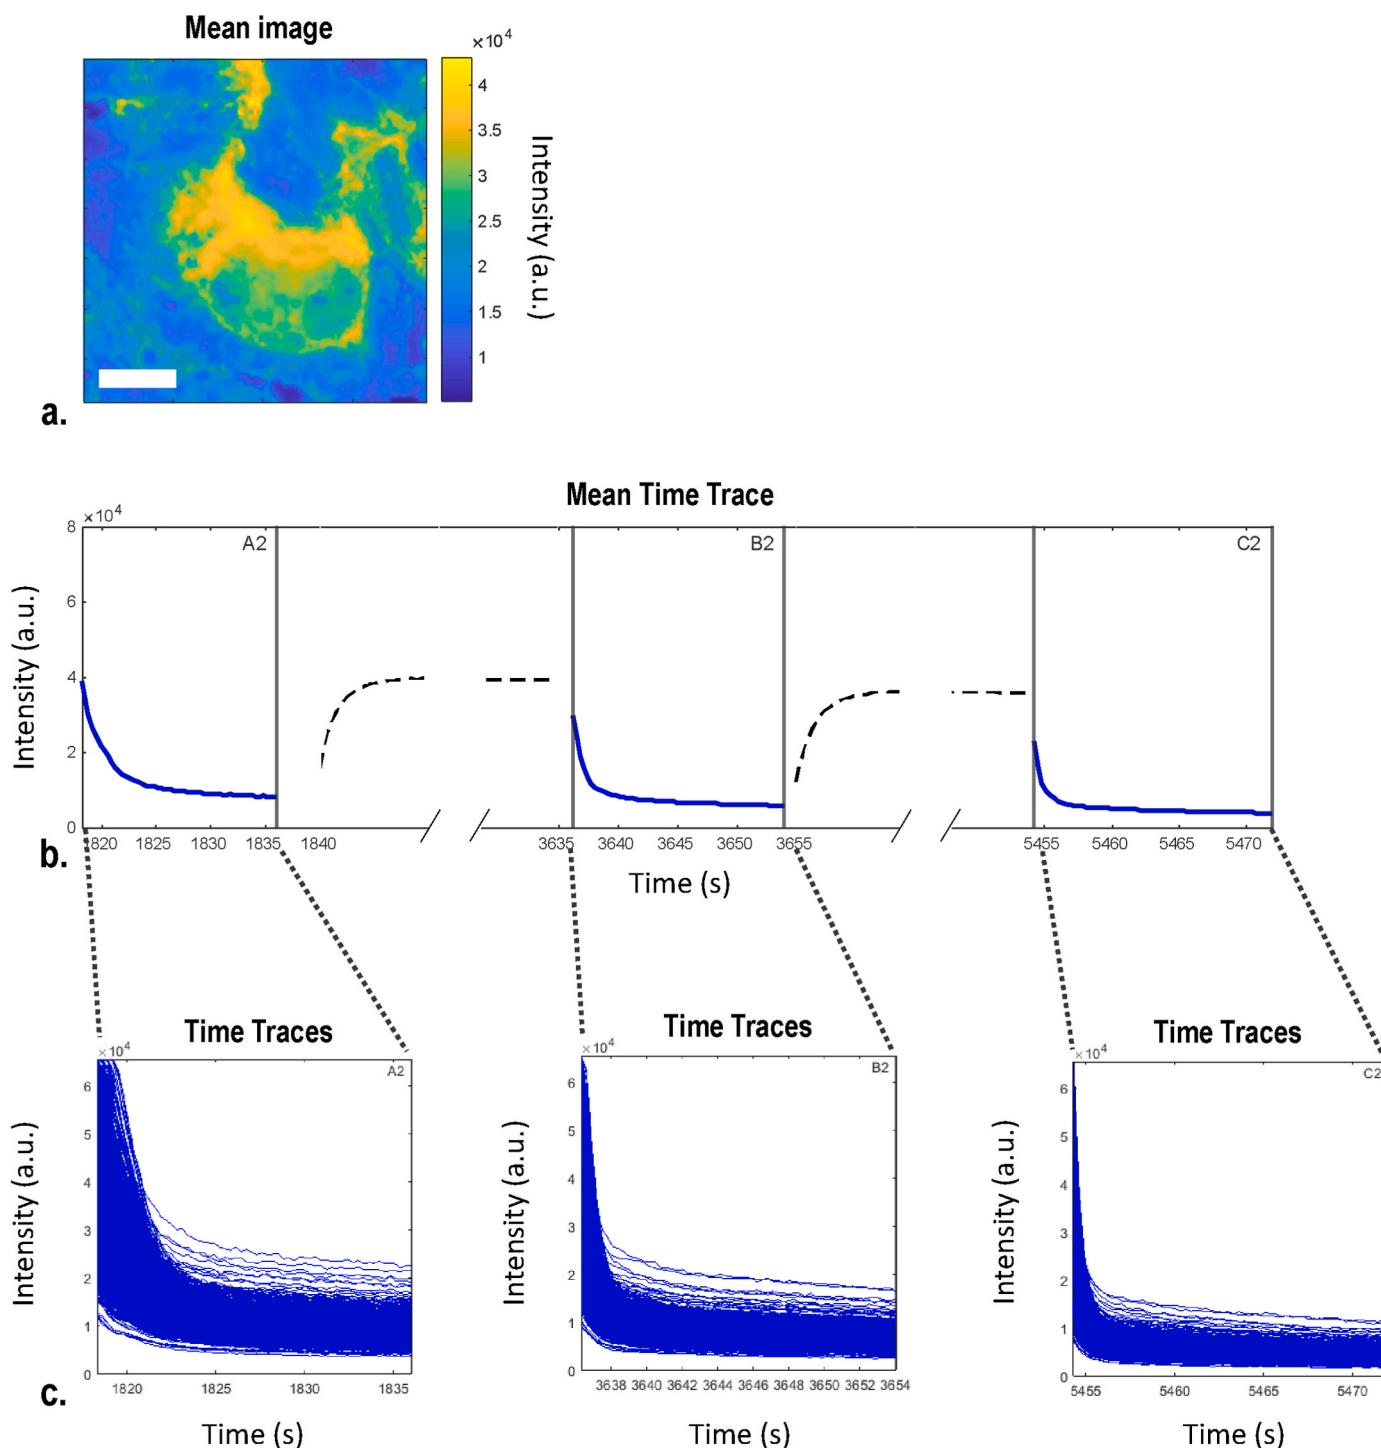 Mean image
×10⁴
4
3.5
3
2.5
2
1.5
1
Intensity (a.u.)
a.
Mean Time Trace
×10⁴
8
6
4
2
0
Intensity (a.u.)
A2
B2
C2
1820 1825 1830 1835 1840
3635 3640 3645 3650 3655
5455 5460 5465 5470
b.
Time (s)
Time Traces
×10⁴
A2
6
5
4
3
2
1
0
Intensity (a.u.)
1820 1825 1830 1835
Time (s)
Time Traces
×10⁴
B2
6
5
4
3
2
1
0
Intensity (a.u.)
3638 3640 3642 3644 3646 3648 3650 3652 3654
Time (s)
Time Traces
×10⁴
C2
6
5
4
3
2
1
0
Intensity (a.u.)
5455 5460 5465 5470
Time (s)
c.